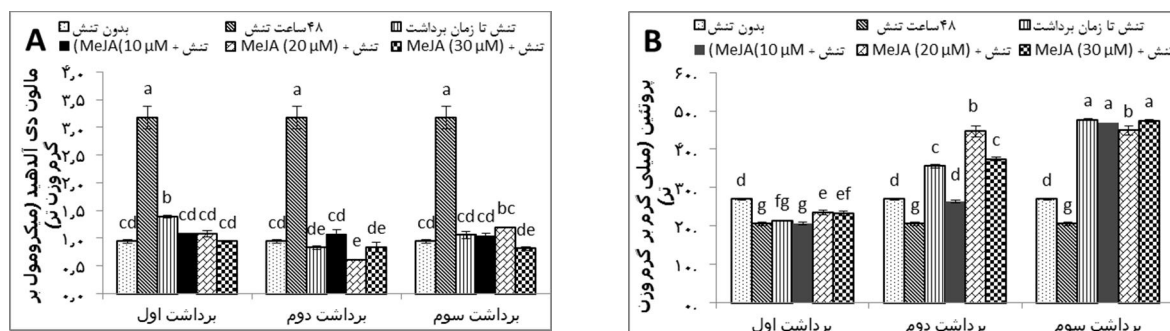 A
بدون تنش
۴۸ساعت تنش
تنش تا زمان برداشت
تنش + MeJA(10 µM)
تنش + MeJA (20 µM)
تنش + MeJA (30 µM)
مالون دی آلدهید (میکرومول بر
گرم وزن تر)
۴٫۰
۳٫۵
۳٫۰
۲٫۵
۲٫۰
۱٫۵
۱٫۰
۰٫۵
۰٫۰
cd a b cd cd cd
cd a de cd e de
cd a cd cd bc de
برداشت اول
برداشت دوم
برداشت سوم
B
بدون تنش
۴۸ساعت تنش
تنش تا زمان برداشت
تنش + MeJA(10 µM)
تنش + MeJA (20 µM)
تنش + MeJA (30 µM)
پروتئین (میلی گرم بر گرم وزن
تر)
۶۰.
۵۰.
۴۰.
۳۰.
۲۰.
۱۰.
۰.
d g fg g e ef
d g c d b c
d g a a b a
برداشت اول
برداشت دوم
برداشت سوم